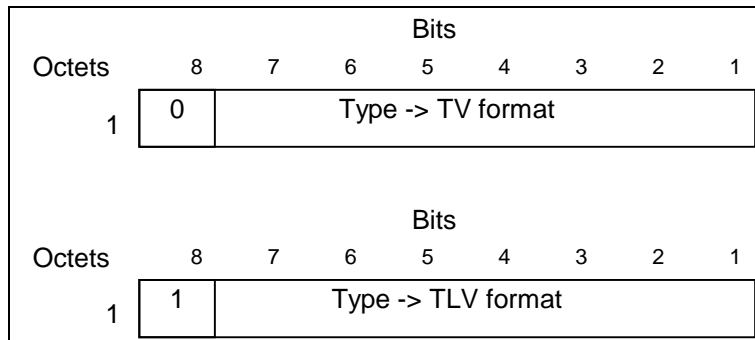 Bits
Octets 8 7 6 5 4 3 2 1
1 0 Type -> TV format
Bits
Octets 8 7 6 5 4 3 2 1
1 1 Type -> TLV format